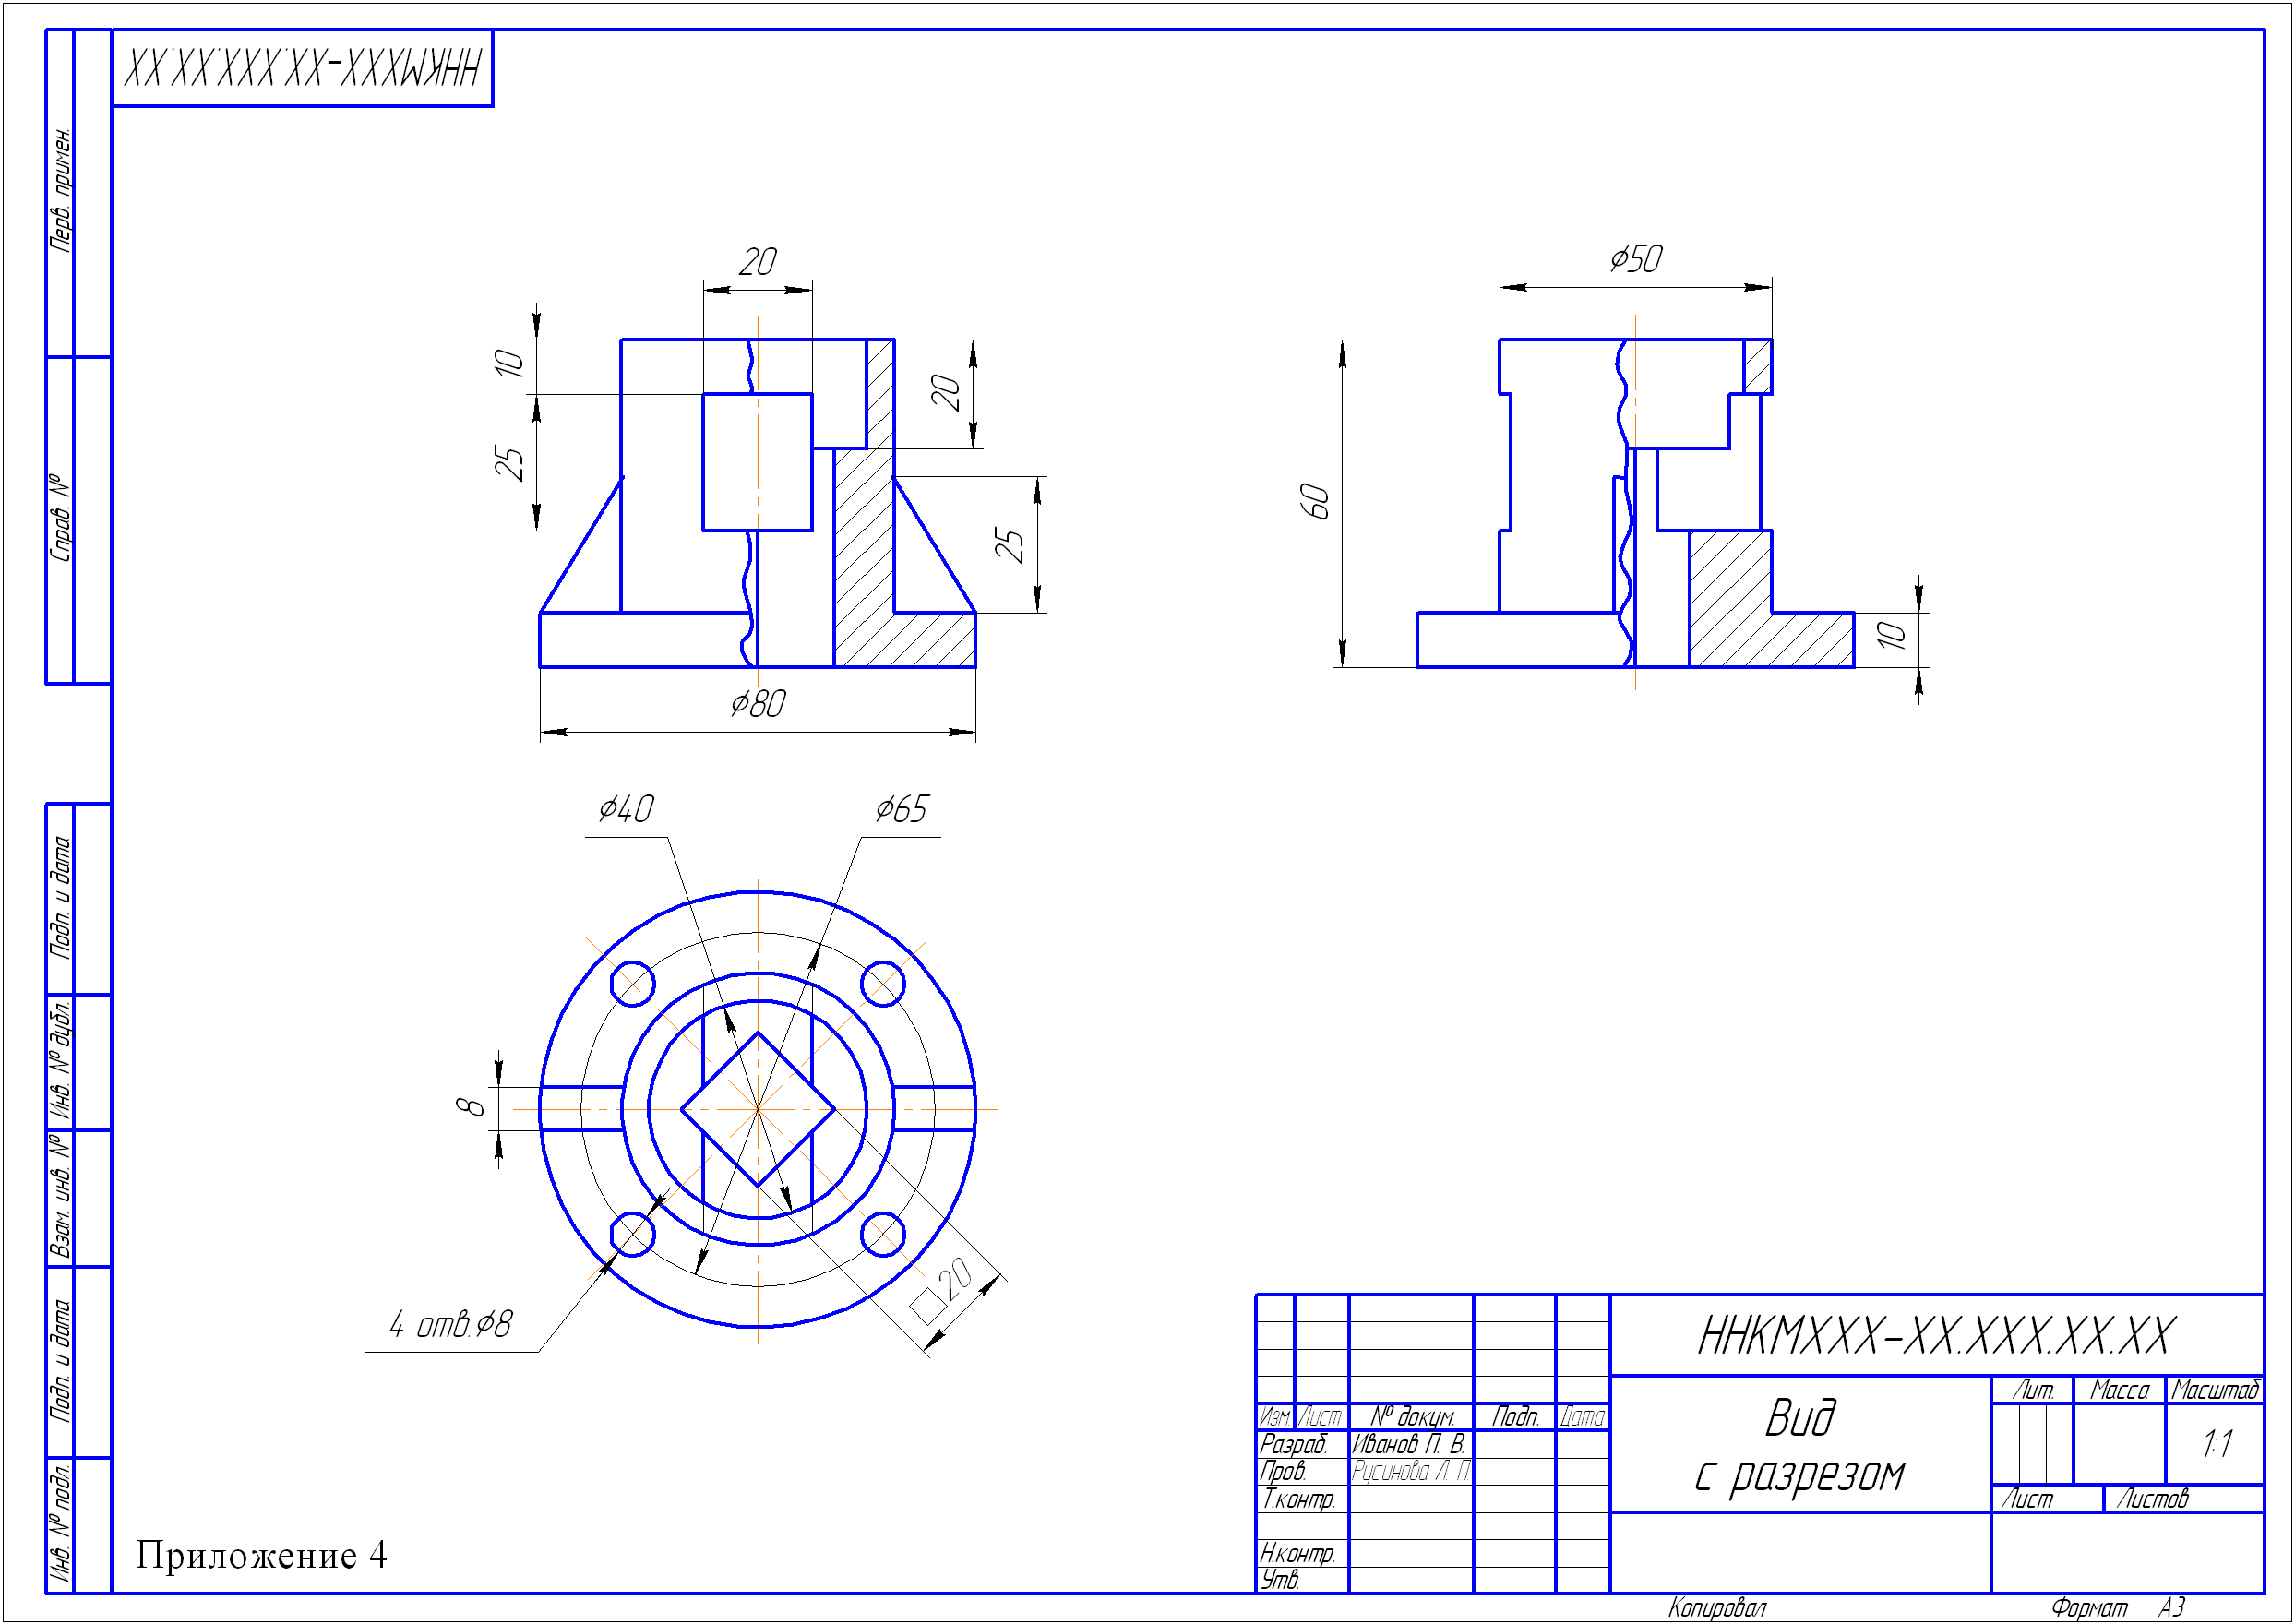 ННКМХХХ-ХХ.ХХХ.ХХ.ХХ
Перв. примен.
Справ. №
Подп. и дата
Инв. № дубл.
Взам. инв. №
Подп. и дата
Инв. № подл.
20
10
25
20
25
⌀80
⌀50
60
10
⌀40
⌀65
8
4 отв.⌀8
□20
Приложение 4
ННКМХХХ-ХХ.ХХХ.ХХ.ХХ
Вид
с разрезом
Лит. Масса Масштаб
1:1
Лист Листов
Изм. Лист № докум. Подп. Дата
Разраб. Иванов П. В.
Пров. Русинова Л. П.
Т.контр.
Н.контр.
Утв.
Копировал Формат А3